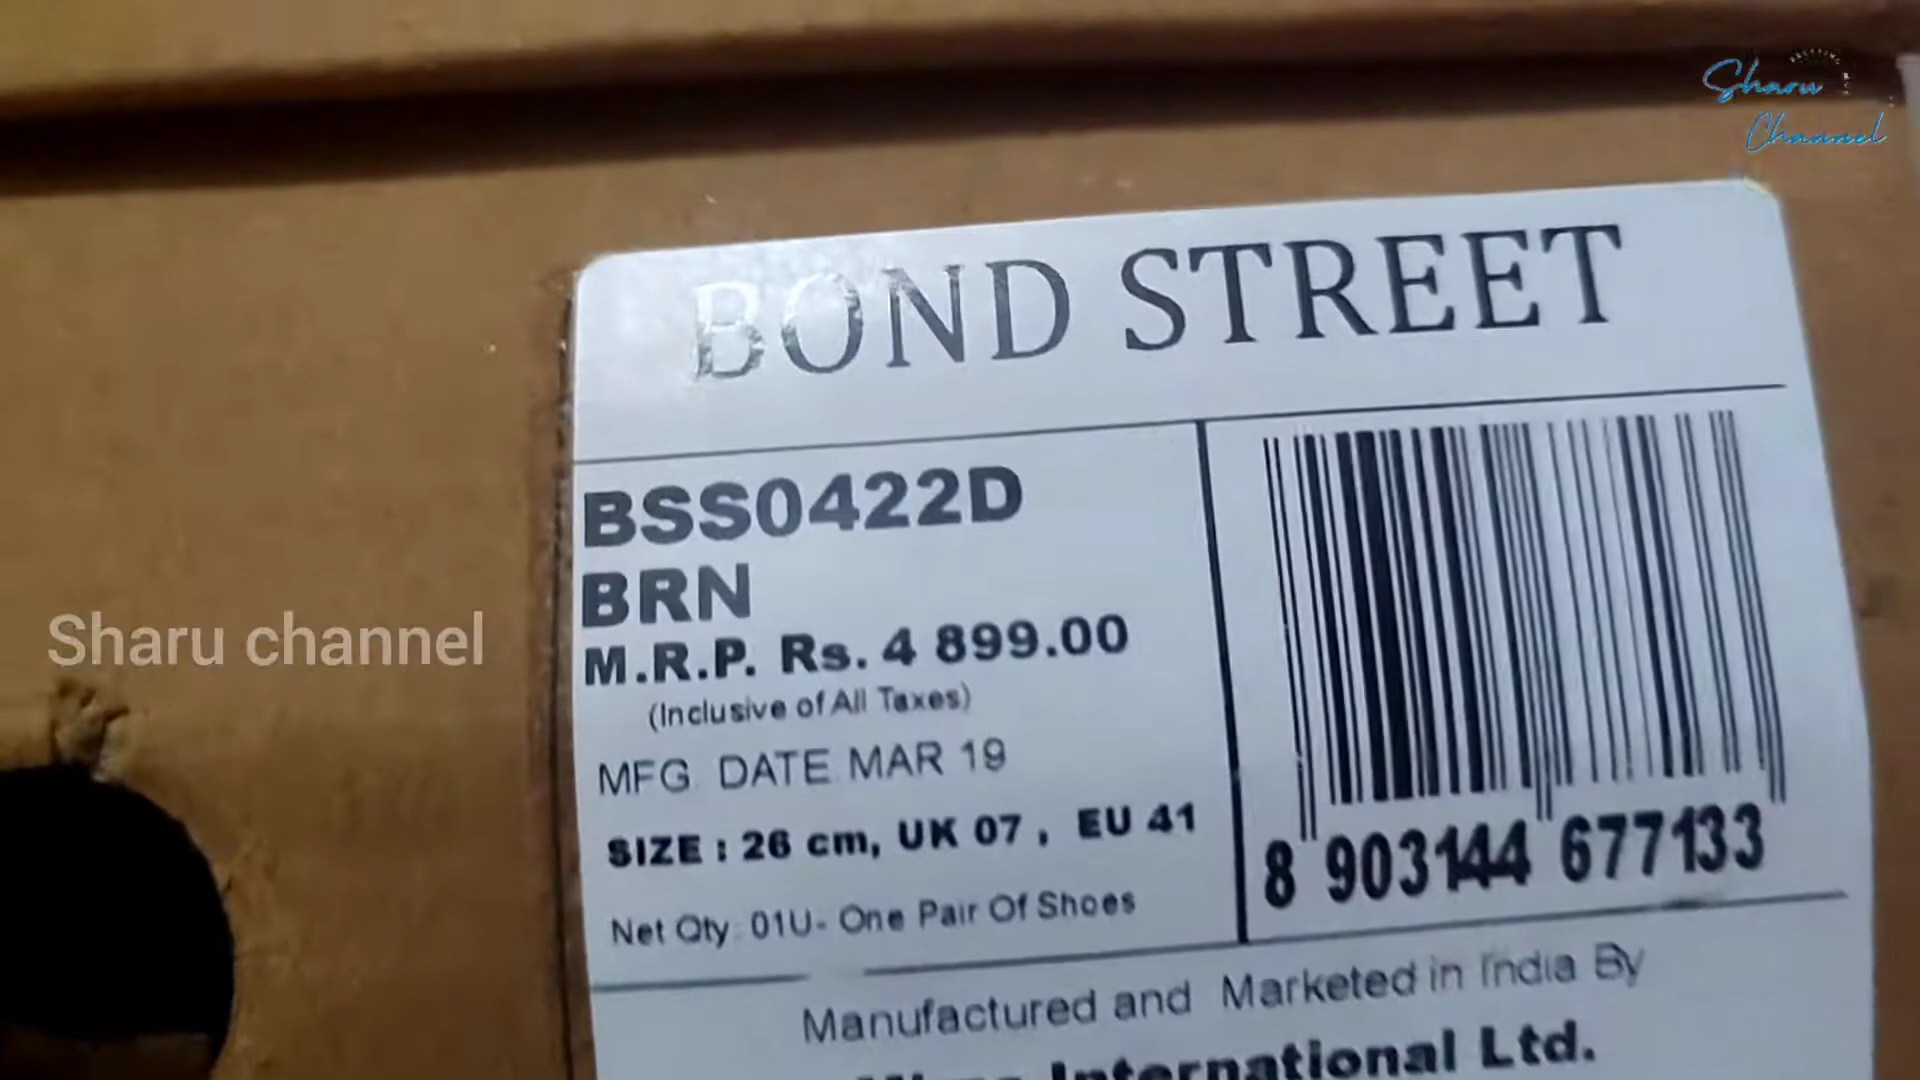 Sharu
Channel
BOND STREET
BSS0422D
BRN
M.R.P. Rs. 4 899.00
(Inclusive of All Taxes)
MFG DATE MAR 19
SIZE : 26 cm, UK 07 , EU 41
Net Qty 01U- One Pair Of Shoes
8 903144 677133
Sharu channel
Manufactured and Marketed in India By
International Ltd.